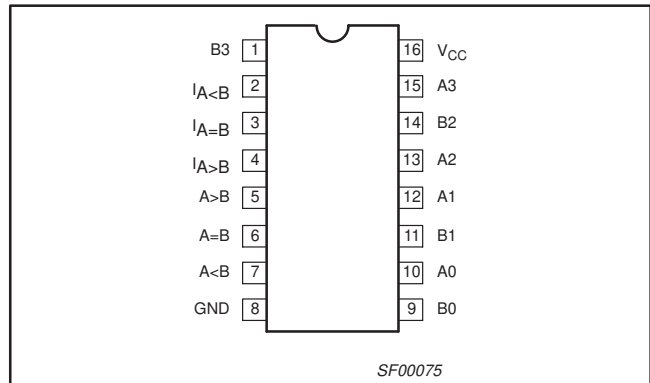 B3 1 16 VCC
IA<B 2 15 A3
IA=B 3 14 B2
IA>B 4 13 A2
A>B 5 12 A1
A=B 6 11 B1
A<B 7 10 A0
GND 8 9 B0
SF00075